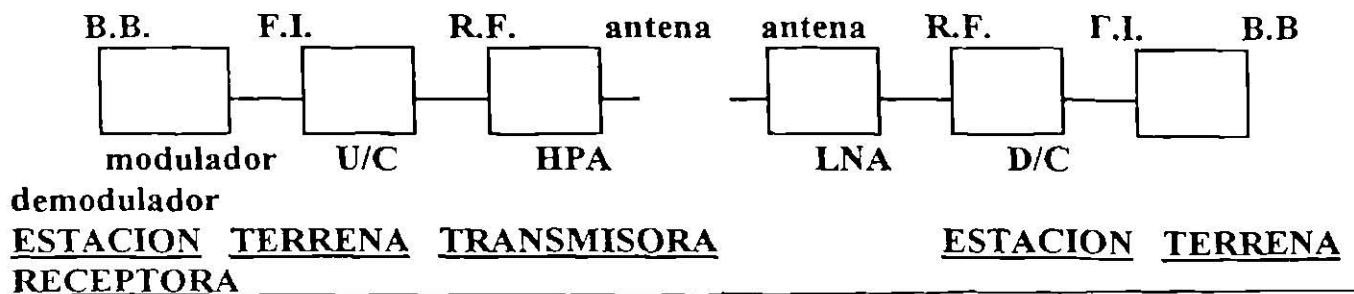 B.B. F.I. R.F. antena antena R.F. F.I. B.B
modulador U/C HPA LNA D/C
demodulador
ESTACION TERRENA TRANSMISORA ESTACION TERRENA
RECEPTORA